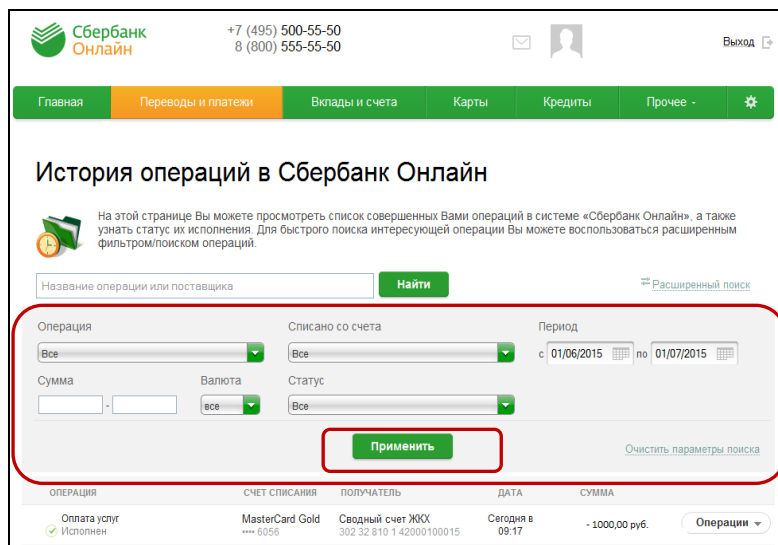 Сбербанк
Онлайн
+7 (495) 500-55-50
8 (800) 555-55-50
Выход
Главная Переводы и платежи Вклады и счета Карты Кредиты Прочее
История операций в Сбербанк Онлайн
На этой странице Вы можете просмотреть список совершенных Вами операций в системе «Сбербанк Онлайн», а также
узнать статус их исполнения. Для быстрого поиска интересующей операции Вы можете воспользоваться расширенным
фильтром/поиском операций.
Название операции или поставщика Найти Расширенный поиск
Операция Списано со счета Период
Все Все с 01/06/2015 по 01/07/2015
Сумма Валюта Статус
- все Все
Применить Очистить параметры поиска
ОПЕРАЦИЯ СЧЕТ СПИСАНИЯ ПОЛУЧАТЕЛЬ ДАТА СУММА
Оплата услуг MasterCard Gold Сводный счет ЖКХ Сегодня в - 1000,00 руб. Операции
Исполнен •••• 6056 302 32 810 1 42000100015 09:17